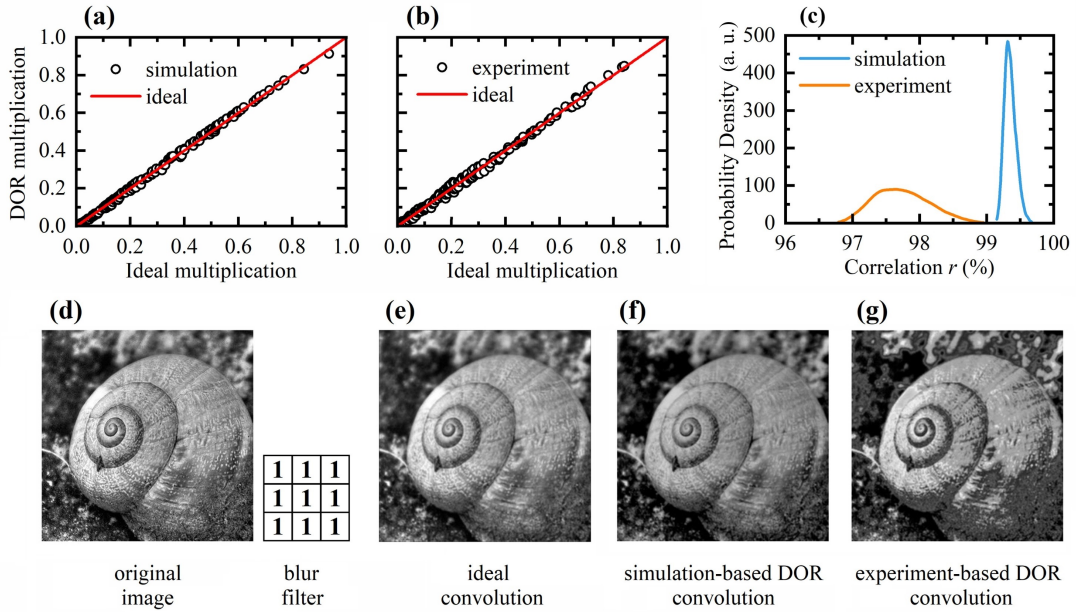 (a)
DOR multiplication
1.0
0.8
0.6
0.4
0.2
0.0
simulation
ideal
0.0 0.2 0.4 0.6 0.8 1.0
Ideal multiplication
(b)
experiment
ideal
0.0 0.2 0.4 0.6 0.8 1.0
Ideal multiplication
(c)
Probability Density (a. u.)
500
400
300
200
100
0
simulation
experiment
96 97 98 99 100
Correlation r (%)
(d)
original
image
1 1 1
1 1 1
1 1 1
blur
filter
(e)
ideal
convolution
(f)
simulation-based DOR
convolution
(g)
experiment-based DOR
convolution